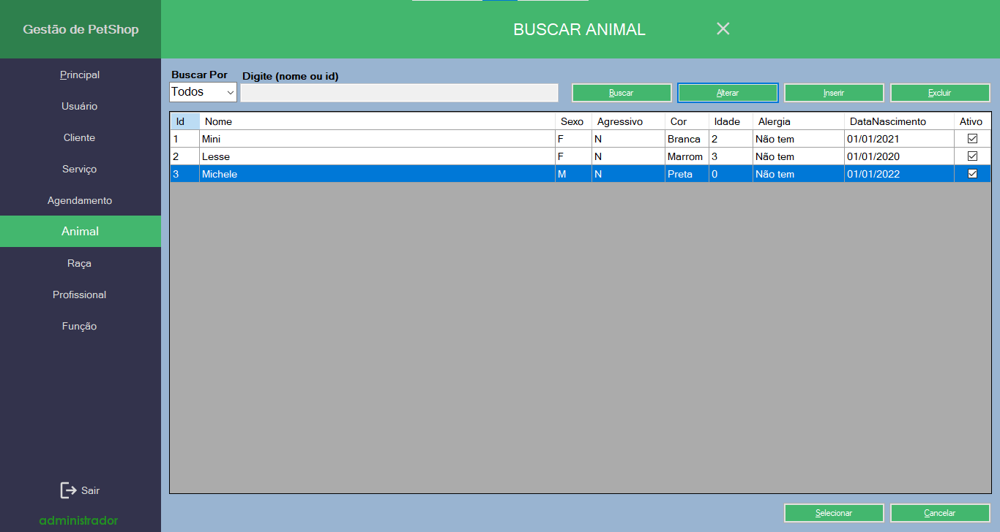 Gestão de PetShop
BUSCAR ANIMAL
Principal
Usuário
Cliente
Serviço
Agendamento
Animal
Raça
Profissional
Função
Sair
administrador
Buscar Por Digite (nome ou id)
Todos Buscar Alterar Inserir Excluir
Id Nome Sexo Agressivo Cor Idade Alergia DataNascimento Ativo
1 Mini F N Branca 2 Não tem 01/01/2021
2 Lesse F N Marrom 3 Não tem 01/01/2020
3 Michele M N Preta 0 Não tem 01/01/2022
Selecionar Cancelar